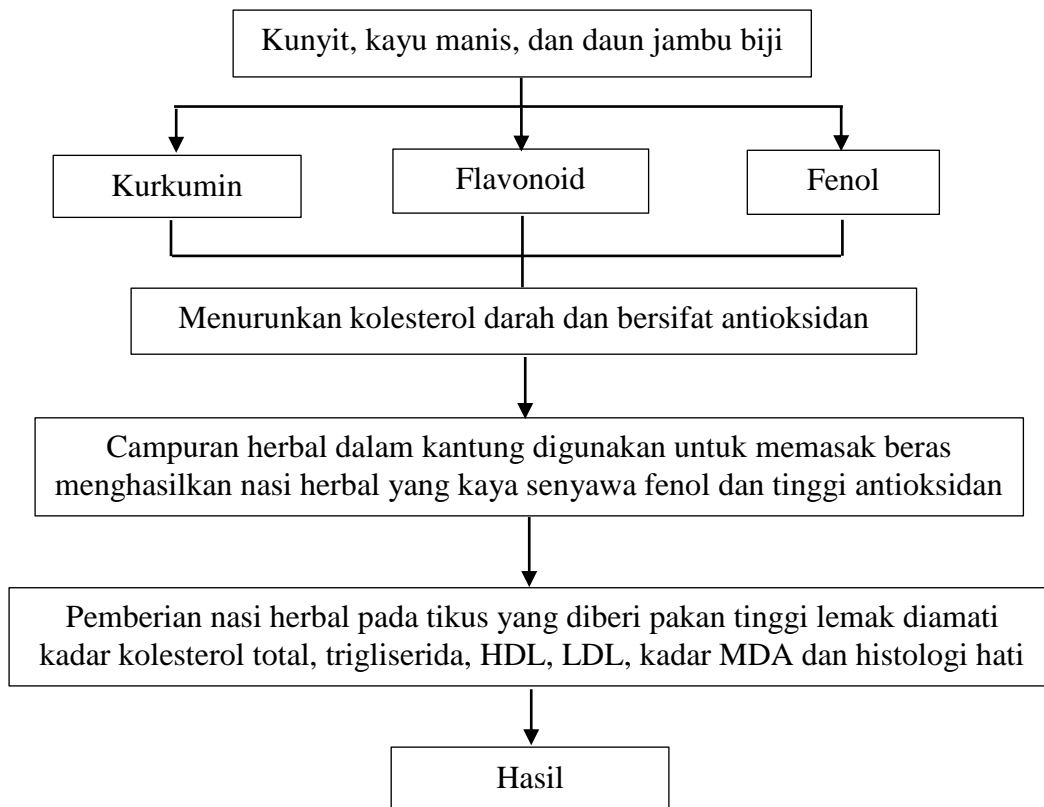 Kunyit, kayu manis, dan daun jambu biji
Kurkumin
Flavonoid
Fenol
Menurunkan kolesterol darah dan bersifat antioksidan
Campuran herbal dalam kantung digunakan untuk memasak beras
menghasilkan nasi herbal yang kaya senyawa fenol dan tinggi antioksidan
Pemberian nasi herbal pada tikus yang diberi pakan tinggi lemak diamati
kadar kolesterol total, trigliserida, HDL, LDL, kadar MDA dan histologi hati
Hasil